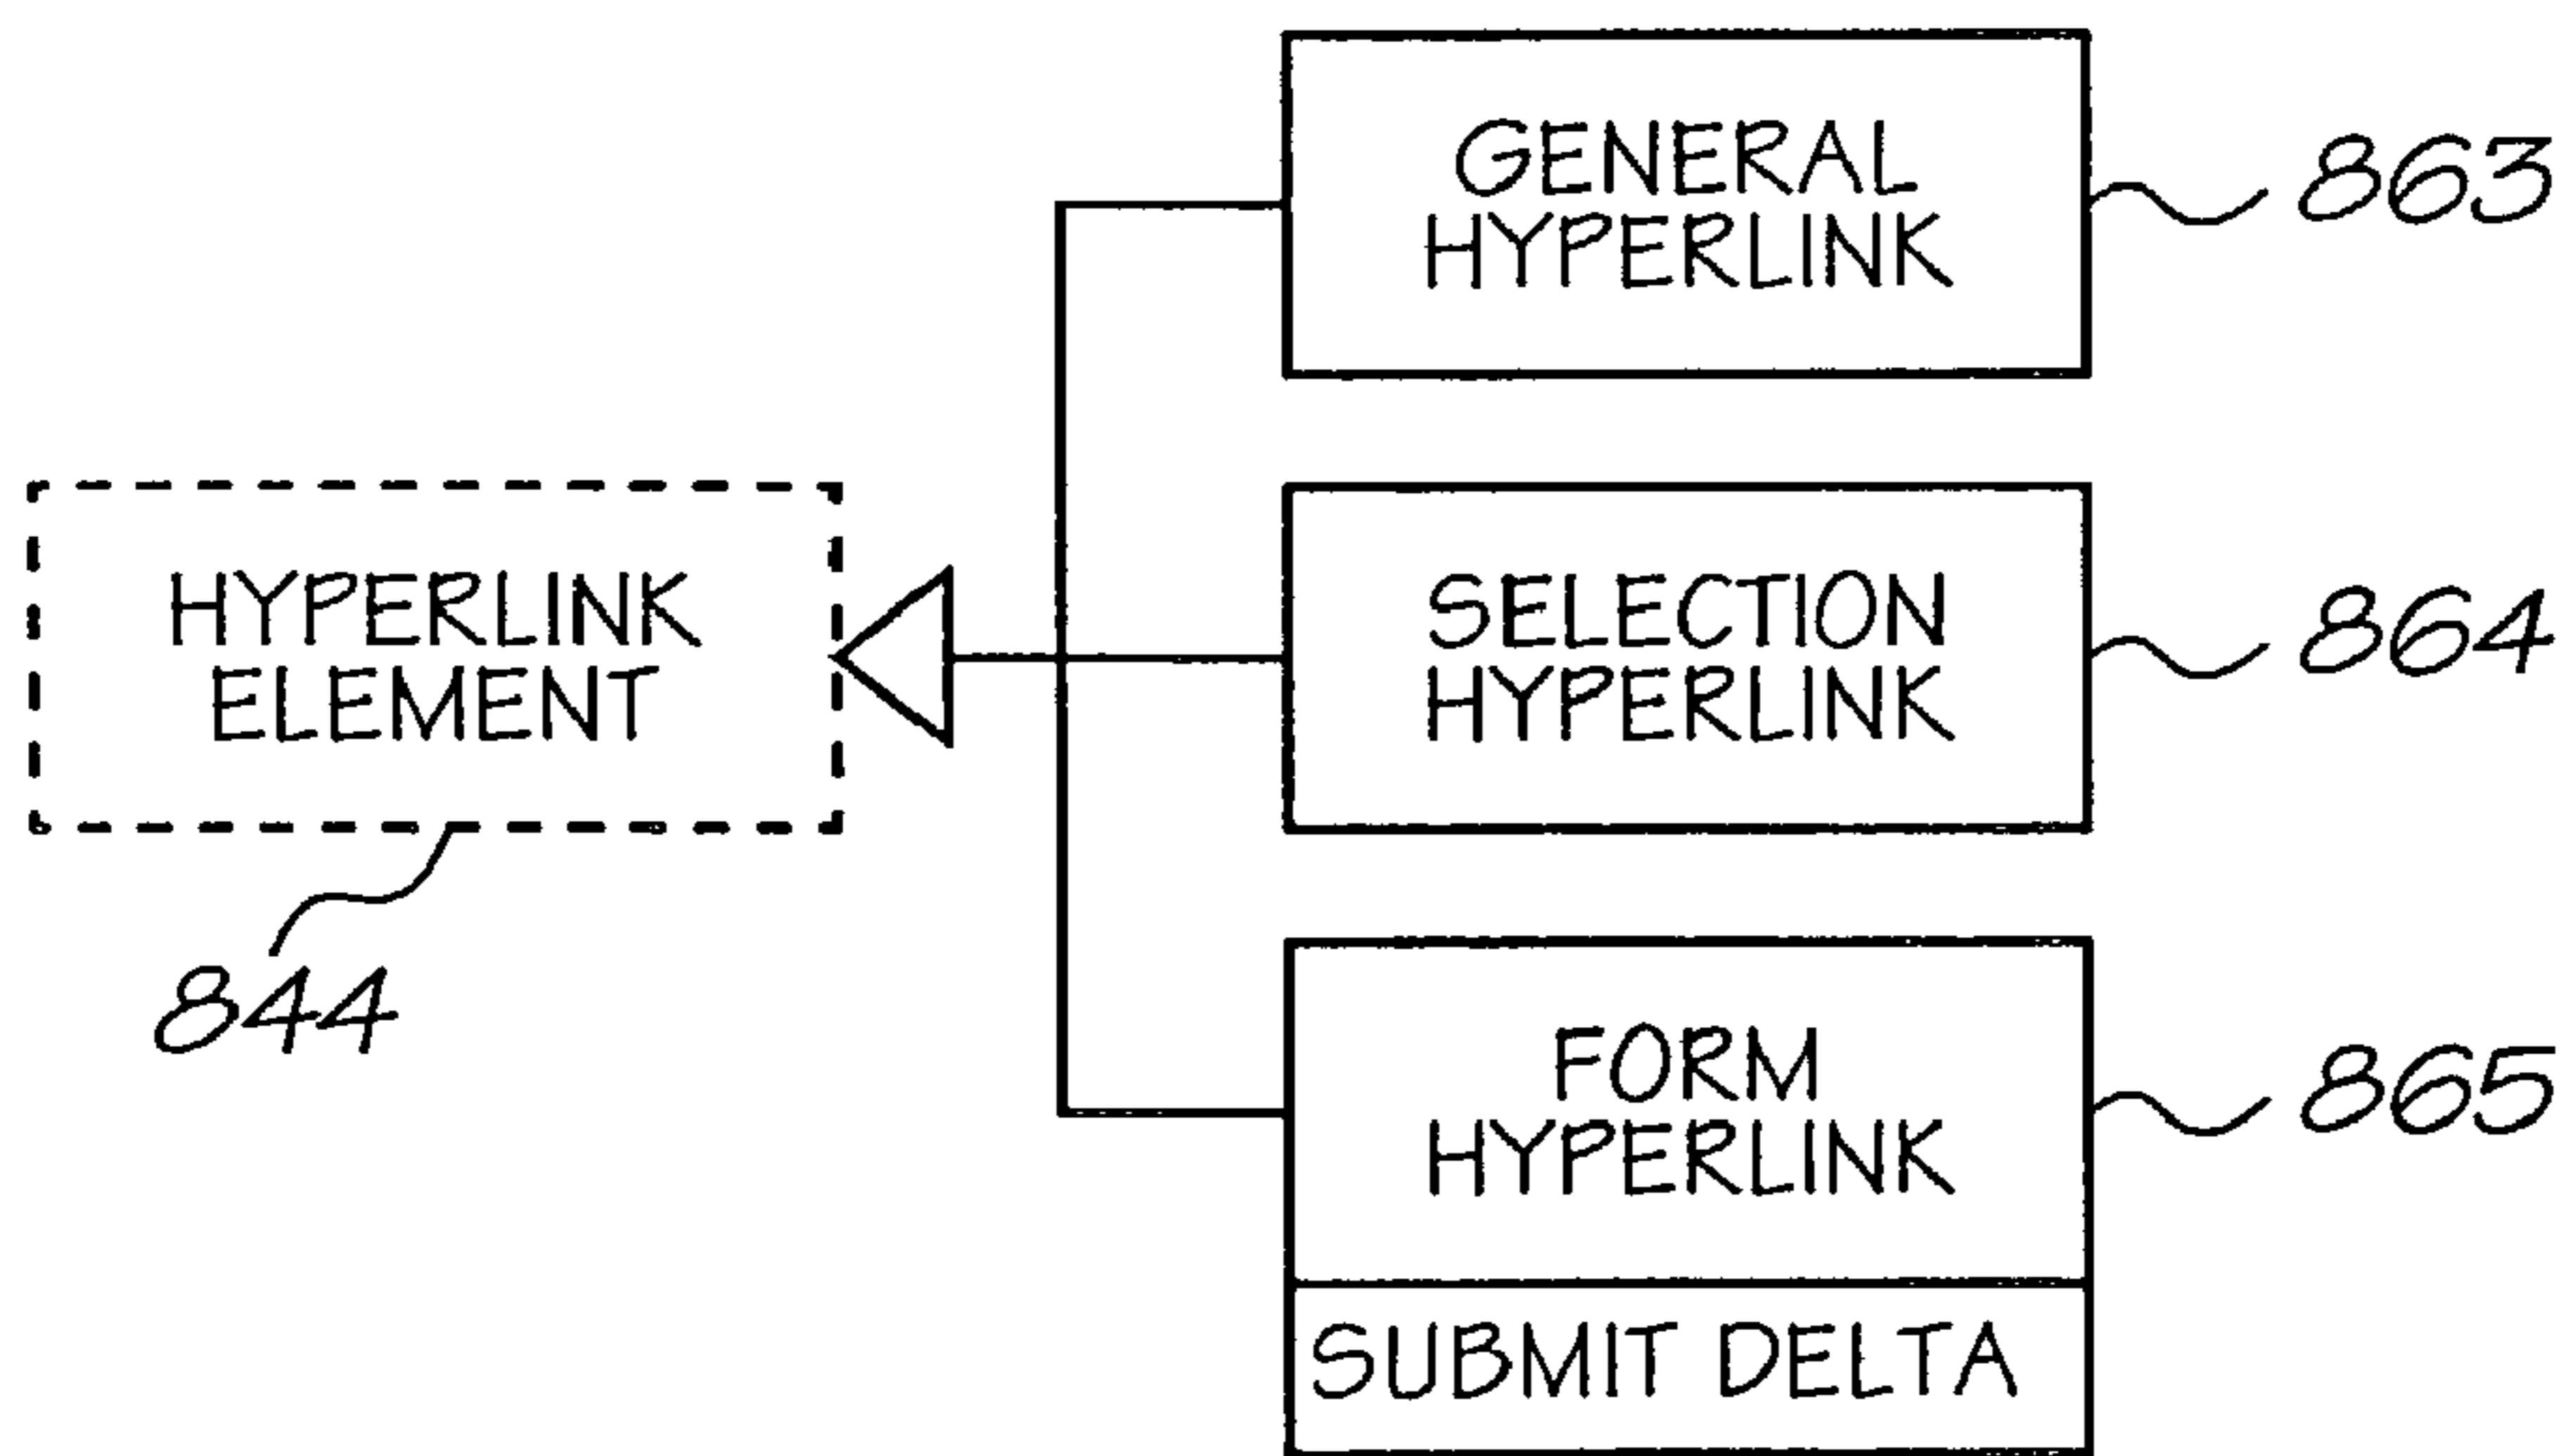 GENERAL
HYPERLINK
863
HYPERLINK
ELEMENT
844
SELECTION
HYPERLINK
864
FORM
HYPERLINK
865
SUBMIT DELTA